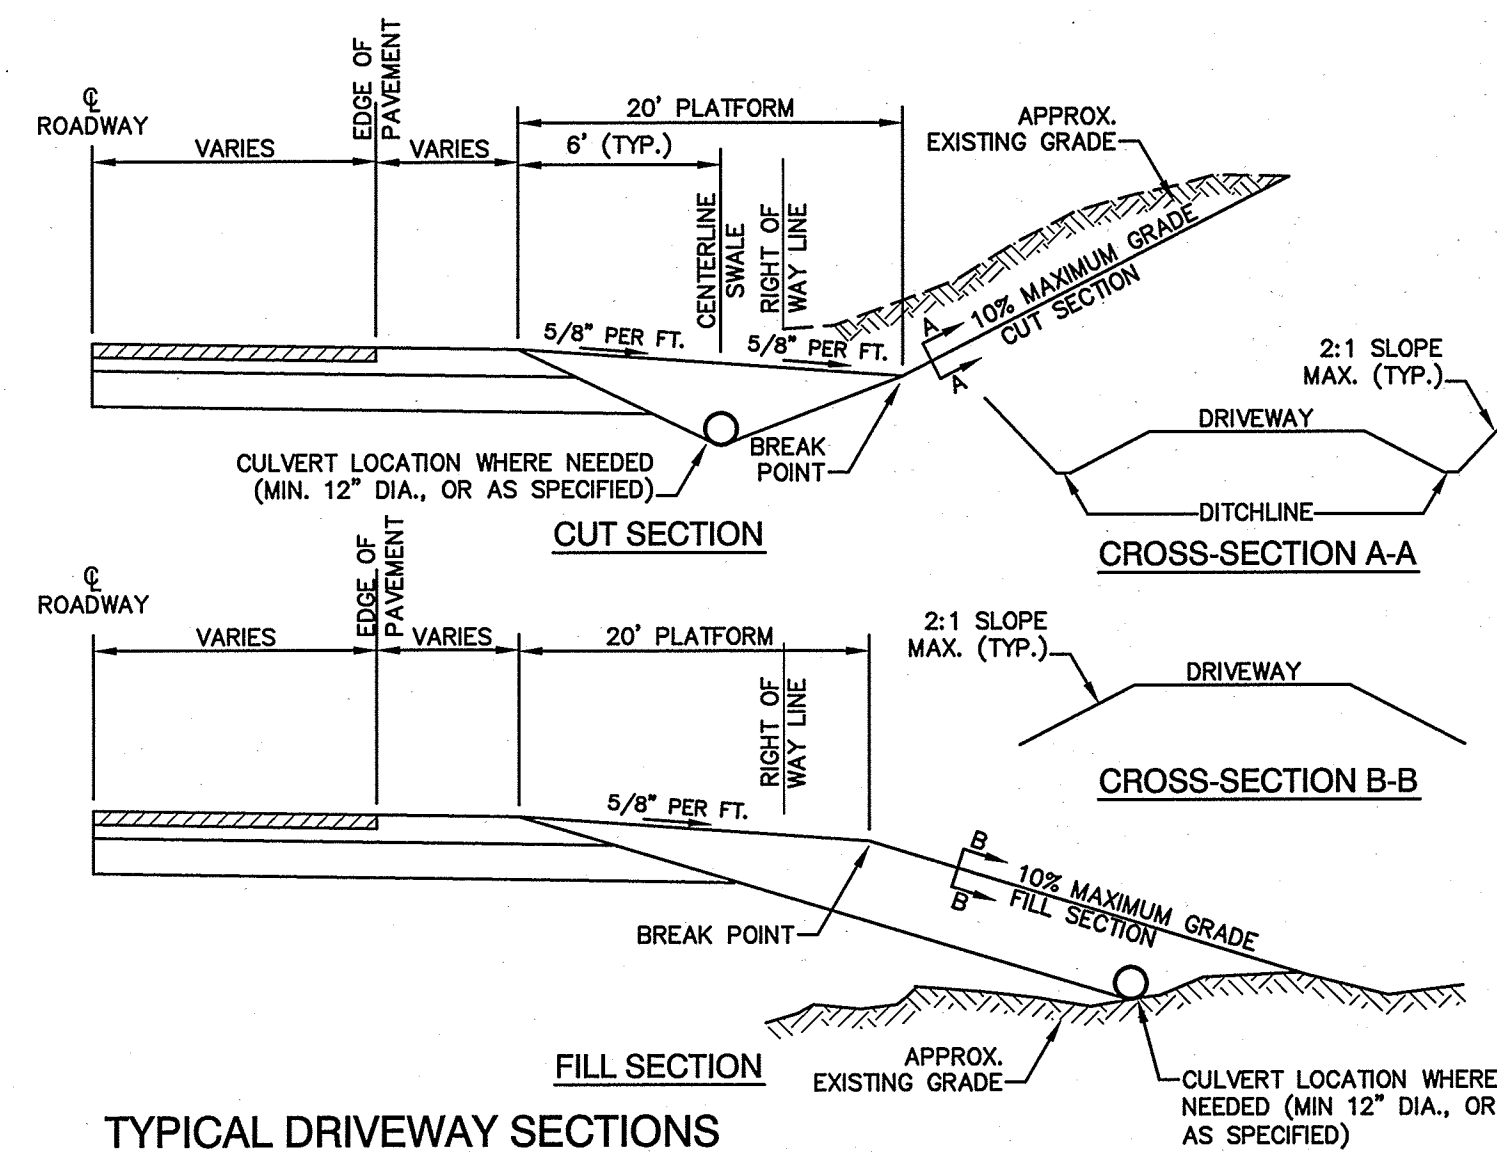 ℄
ROADWAY
VARIES
EDGE OF
PAVEMENT
VARIES
20' PLATFORM
6' (TYP.)
CENTERLINE
SWALE
RIGHT OF
WAY LINE
APPROX.
EXISTING GRADE
5/8" PER FT.
5/8" PER FT.
A
A
10% MAXIMUM GRADE
CUT SECTION
2:1 SLOPE
MAX. (TYP.)
DRIVEWAY
DITCHLINE
CROSS-SECTION A-A
CULVERT LOCATION WHERE NEEDED
(MIN. 12" DIA., OR AS SPECIFIED)
BREAK
POINT
CUT SECTION
℄
ROADWAY
VARIES
EDGE OF
PAVEMENT
VARIES
20' PLATFORM
RIGHT OF
WAY LINE
2:1 SLOPE
MAX. (TYP.)
DRIVEWAY
CROSS-SECTION B-B
5/8" PER FT.
BREAK POINT
B
B
10% MAXIMUM GRADE
FILL SECTION
APPROX.
EXISTING GRADE
CULVERT LOCATION WHERE
NEEDED (MIN 12" DIA., OR
AS SPECIFIED)
FILL SECTION
TYPICAL DRIVEWAY SECTIONS